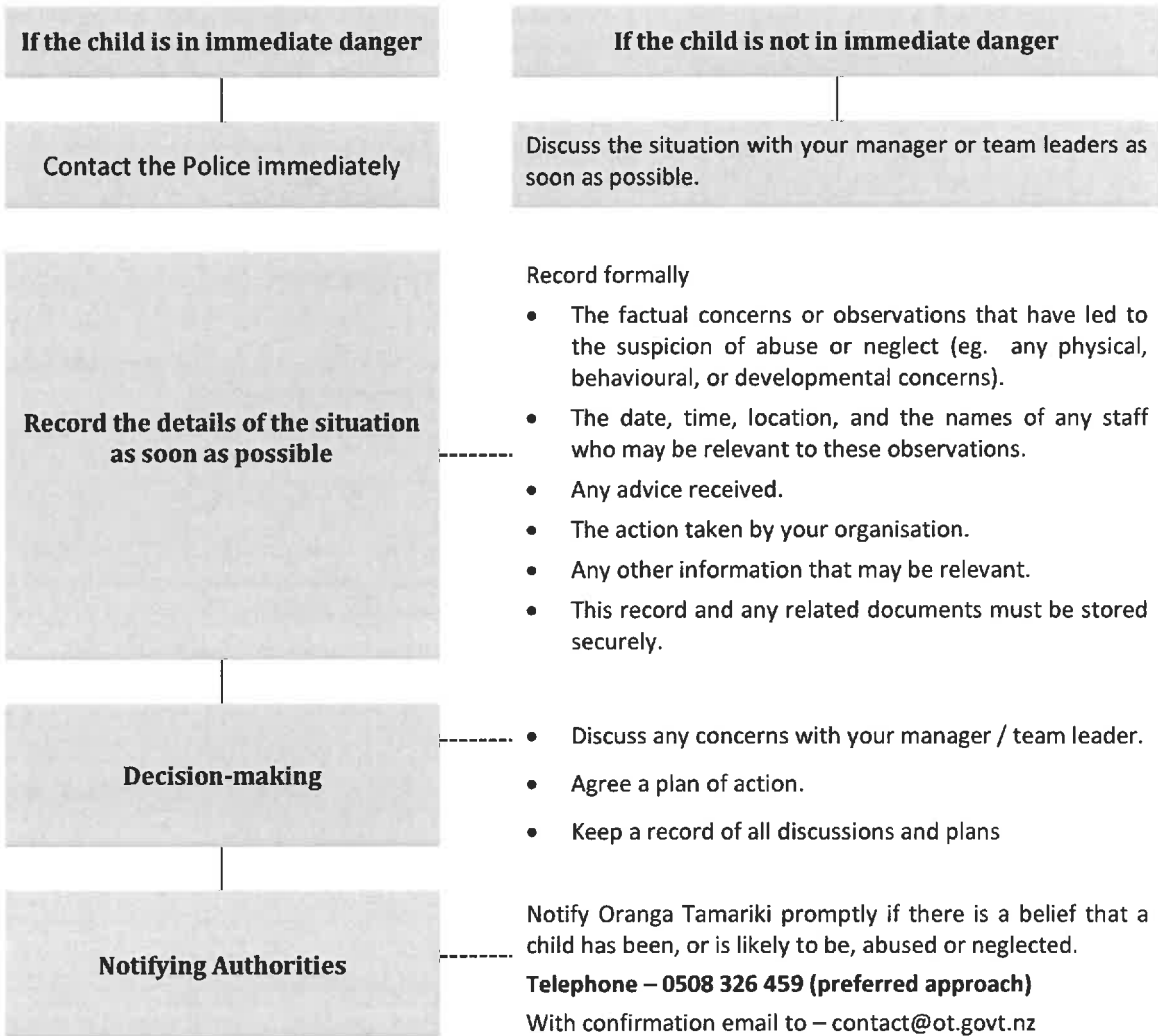 If the child is in immediate danger
If the child is not in immediate danger
Contact the Police immediately
Discuss the situation with your manager or team leaders as
soon as possible.
Record the details of the situation
as soon as possible
Record formally
• The factual concerns or observations that have led to
the suspicion of abuse or neglect (eg. any physical,
behavioural, or developmental concerns).
• The date, time, location, and the names of any staff
who may be relevant to these observations.
• Any advice received.
• The action taken by your organisation.
• Any other information that may be relevant.
• This record and any related documents must be stored
securely.
Decision-making
• Discuss any concerns with your manager / team leader.
• Agree a plan of action.
• Keep a record of all discussions and plans
Notifying Authorities
Notify Oranga Tamariki promptly if there is a belief that a
child has been, or is likely to be, abused or neglected.
Telephone – 0508 326 459 (preferred approach)
With confirmation email to – contact@ot.govt.nz